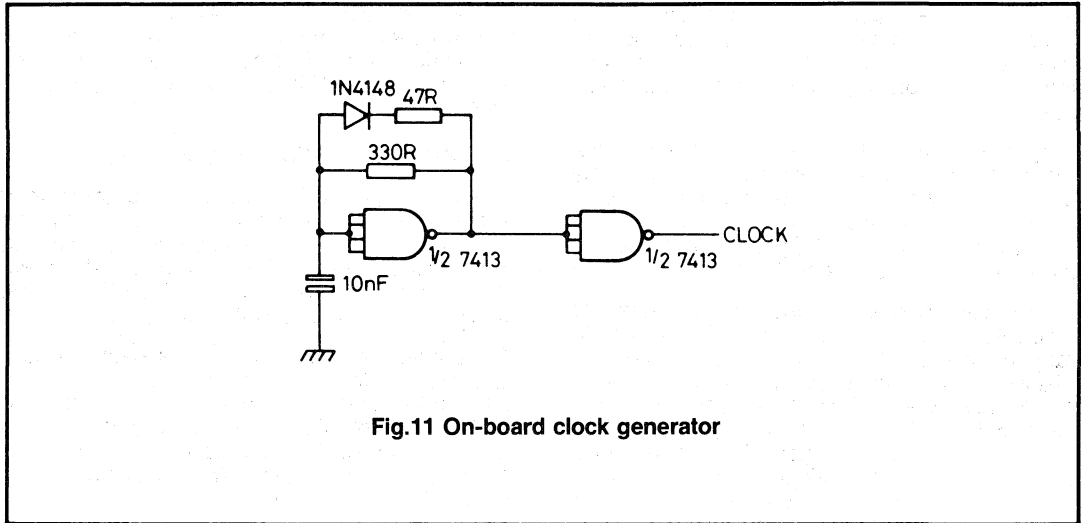 1N4148
47R
330R
1/2 7413
1/2 7413
CLOCK
10nF
Fig.11 On-board clock generator